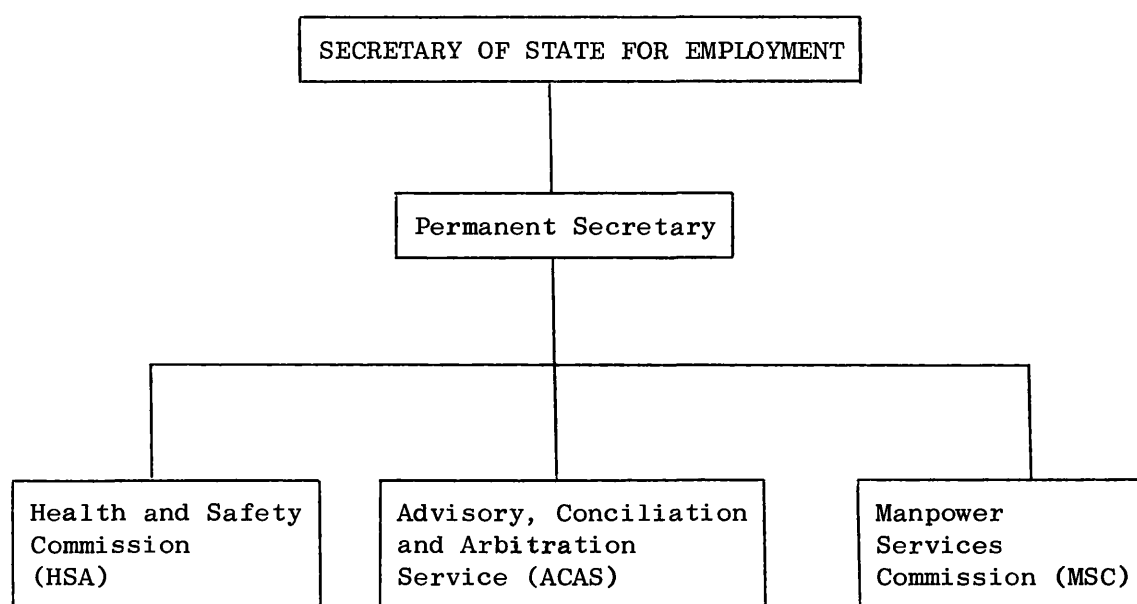 SECRETARY OF STATE FOR EMPLOYMENT
Permanent Secretary
Health and Safety
Commission
(HSA)
Advisory, Conciliation
and Arbitration
Service (ACAS)
Manpower
Services
Commission (MSC)